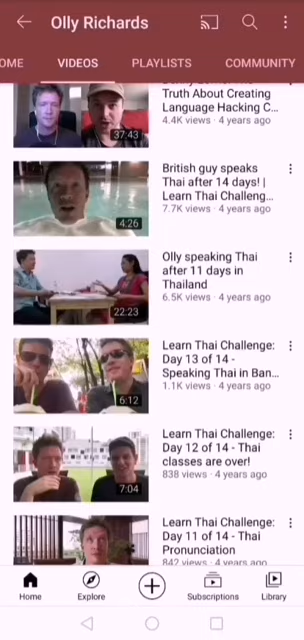 Olly Richards
OME VIDEOS PLAYLISTS COMMUNITY
Truth About Creating
Language Hacking C...
4.4K views · 4 years ago
37:43
British guy speaks
Thai after 14 days! |
Learn Thai Challeng...
7.7K views · 4 years ago
4:26
Olly speaking Thai
after 11 days in
Thailand
6.5K views · 4 years ago
22:23
Learn Thai Challenge:
Day 13 of 14 -
Speaking Thai in Ban...
1.1K views · 4 years ago
6:12
Learn Thai Challenge:
Day 12 of 14 - Thai
classes are over!
838 views · 4 years ago
7:04
Learn Thai Challenge:
Day 11 of 14 - Thai
Pronunciation
842 views · 4 years ago
Home Explore Subscriptions Library